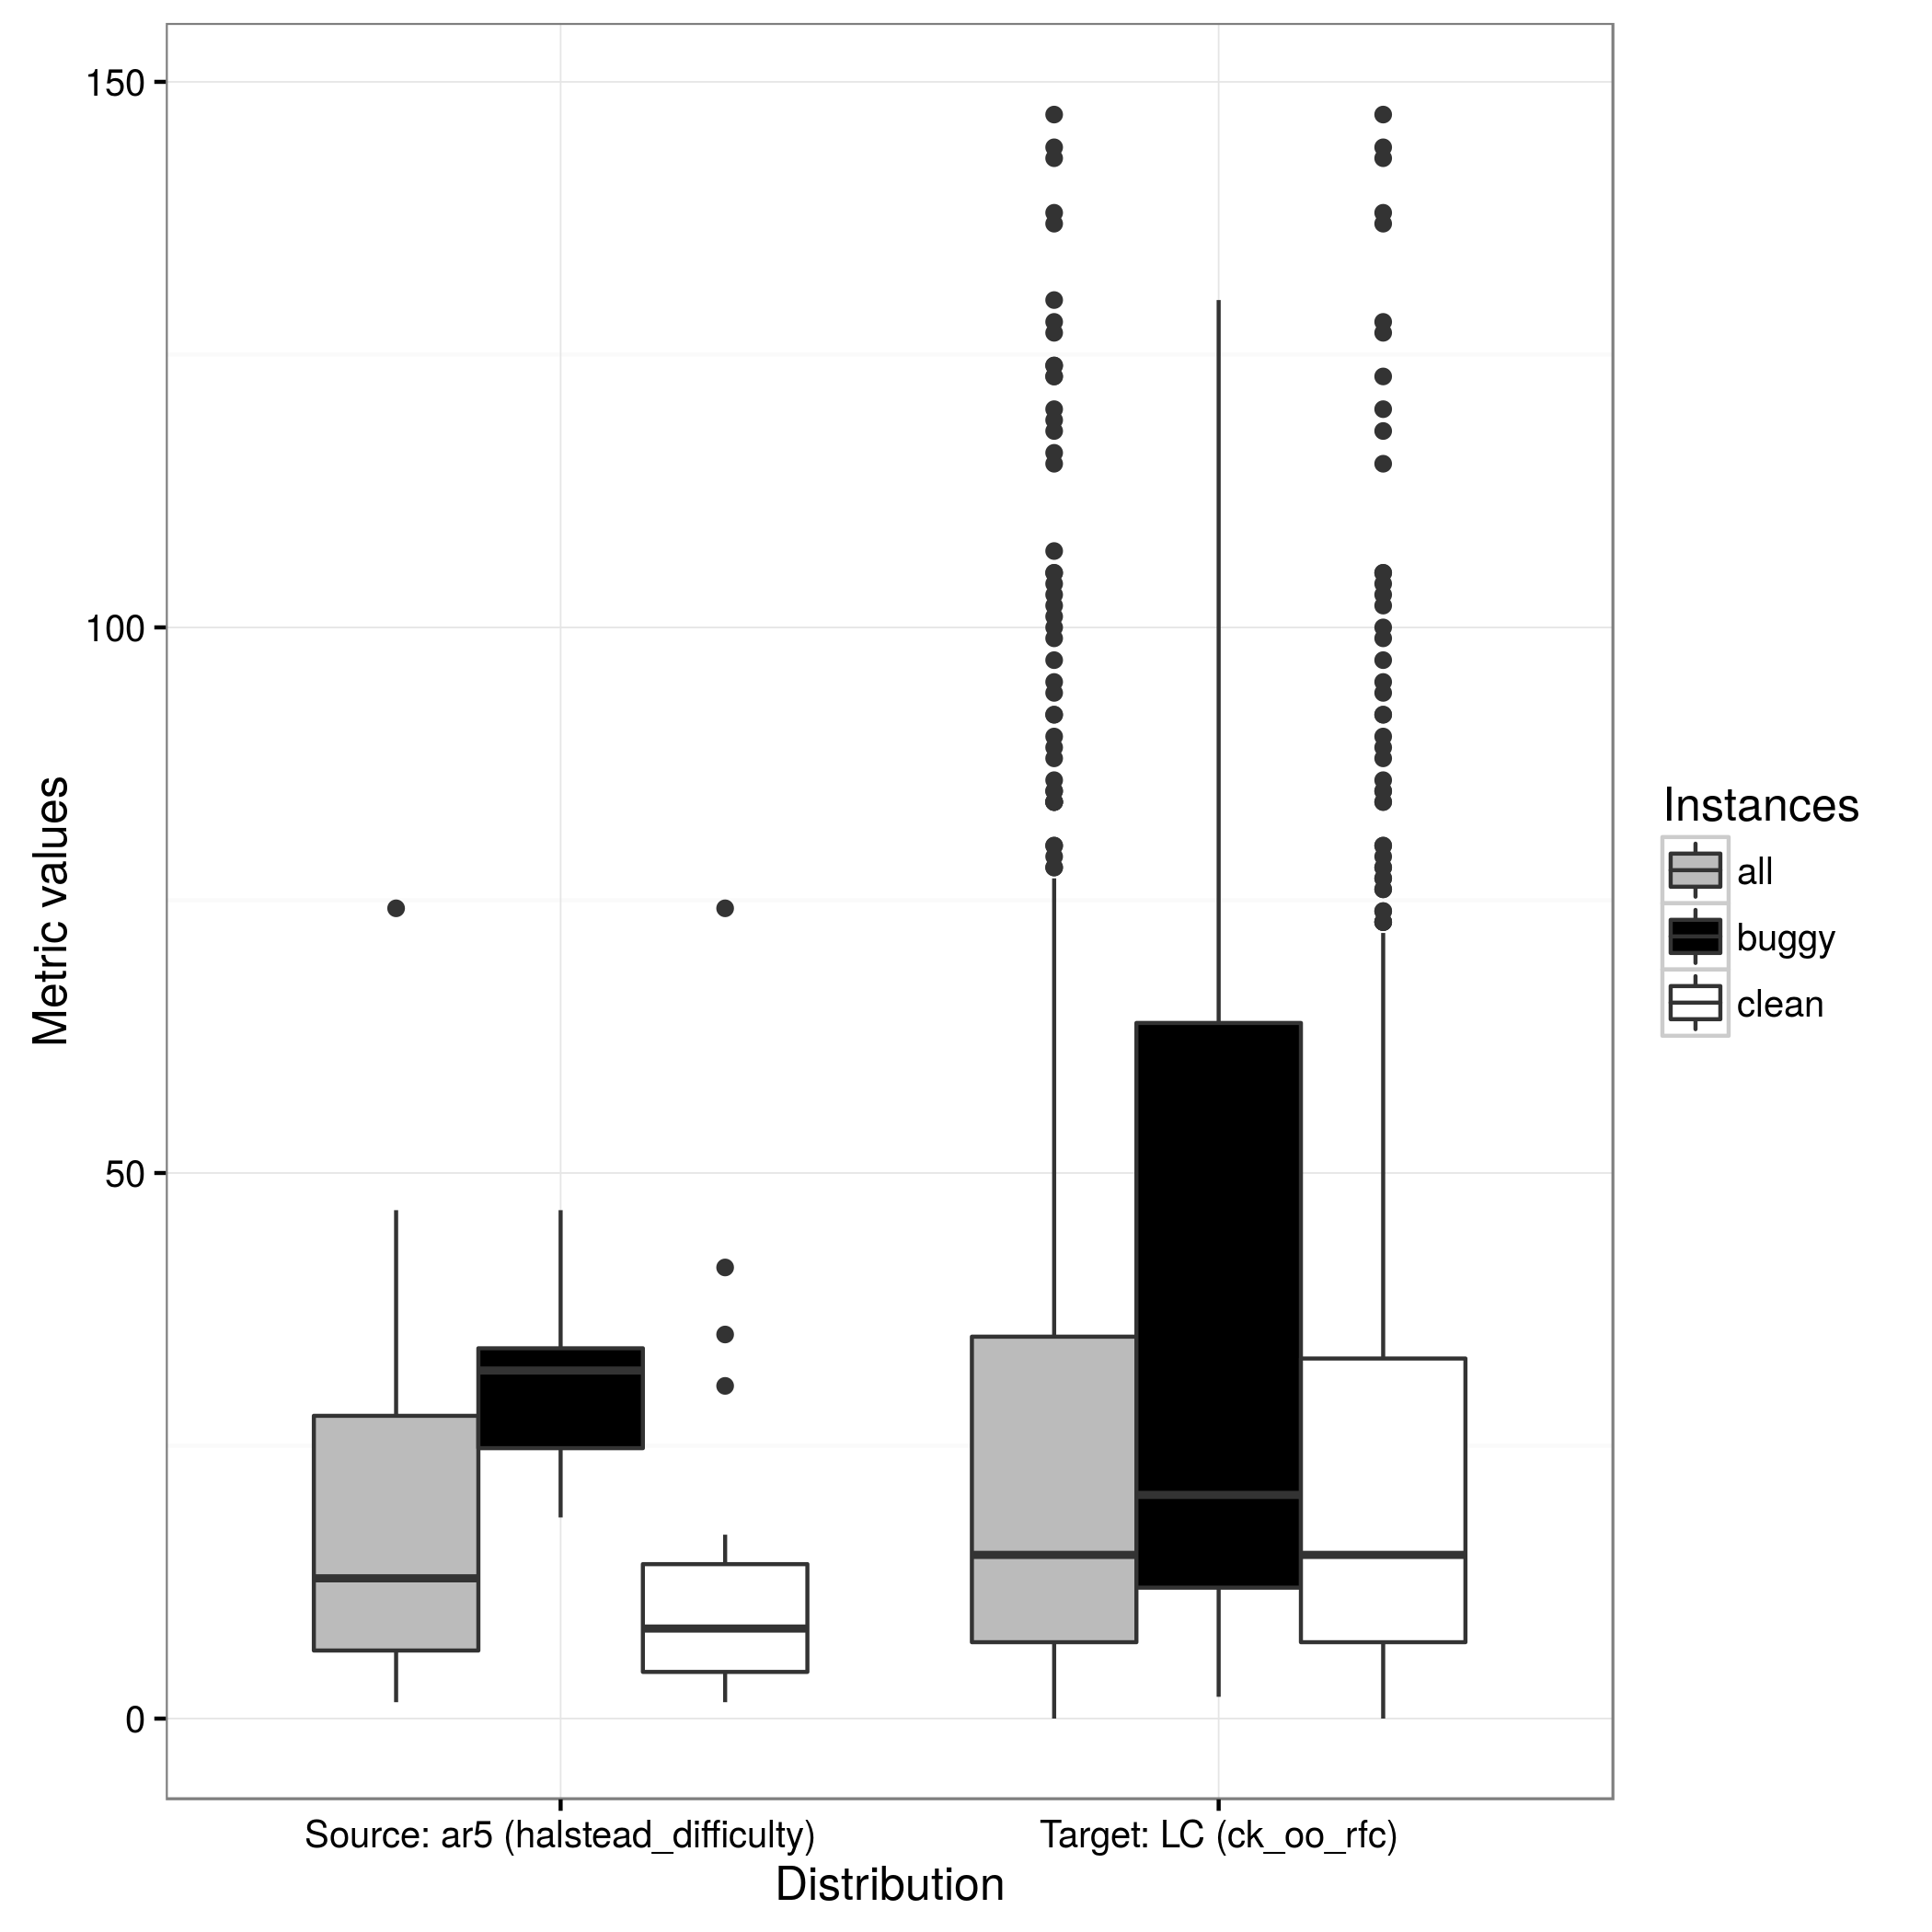 150
100
50
0
Metric values
Source: ar5 (halstead_difficulty)
Target: LC (ck_oo_rfc)
Distribution
Instances
all
buggy
clean